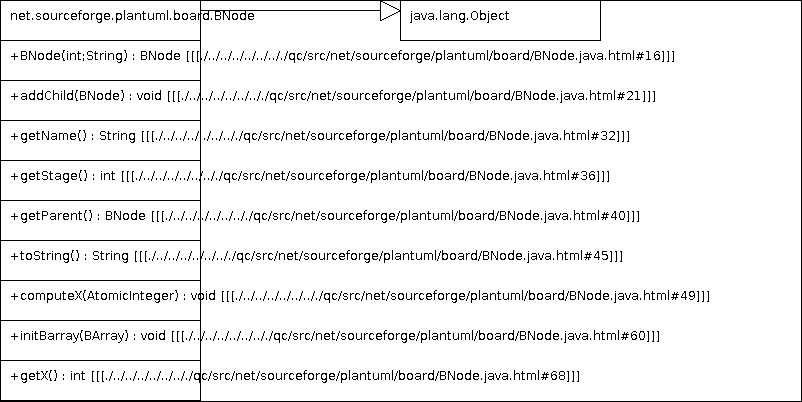 net.sourceforge.plantuml.board.BNode
java.lang.Object
+BNode(int;String) : BNode [[[./../../../../../../../qc/src/net/sourceforge/plantuml/board/BNode.java.html#16]]]
+addChild(BNode) : void [[[./../../../../../../../qc/src/net/sourceforge/plantuml/board/BNode.java.html#21]]]
+getName() : String [[[./../../../../../../../qc/src/net/sourceforge/plantuml/board/BNode.java.html#32]]]
+getStage() : int [[[./../../../../../../../qc/src/net/sourceforge/plantuml/board/BNode.java.html#36]]]
+getParent() : BNode [[[./../../../../../../../qc/src/net/sourceforge/plantuml/board/BNode.java.html#40]]]
+toString() : String [[[./../../../../../../../qc/src/net/sourceforge/plantuml/board/BNode.java.html#45]]]
+computeX(AtomicInteger) : void [[[./../../../../../../../qc/src/net/sourceforge/plantuml/board/BNode.java.html#49]]]
+initBarray(BArray) : void [[[./../../../../../../../qc/src/net/sourceforge/plantuml/board/BNode.java.html#60]]]
+getX() : int [[[./../../../../../../../qc/src/net/sourceforge/plantuml/board/BNode.java.html#68]]]